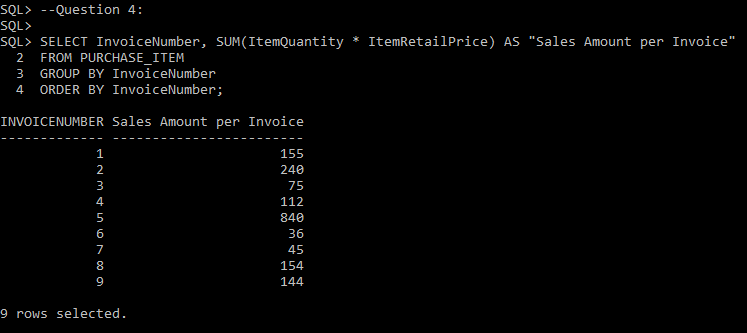 SQL> --Question 4:
SQL>
SQL> SELECT InvoiceNumber, SUM(ItemQuantity * ItemRetailPrice) AS "Sales Amount per Invoice"
  2  FROM PURCHASE_ITEM
  3  GROUP BY InvoiceNumber
  4  ORDER BY InvoiceNumber;

INVOICENUMBER Sales Amount per Invoice
------------- ------------------------
            1                      155
            2                      240
            3                       75
            4                      112
            5                      840
            6                       36
            7                       45
            8                      154
            9                      144

9 rows selected.